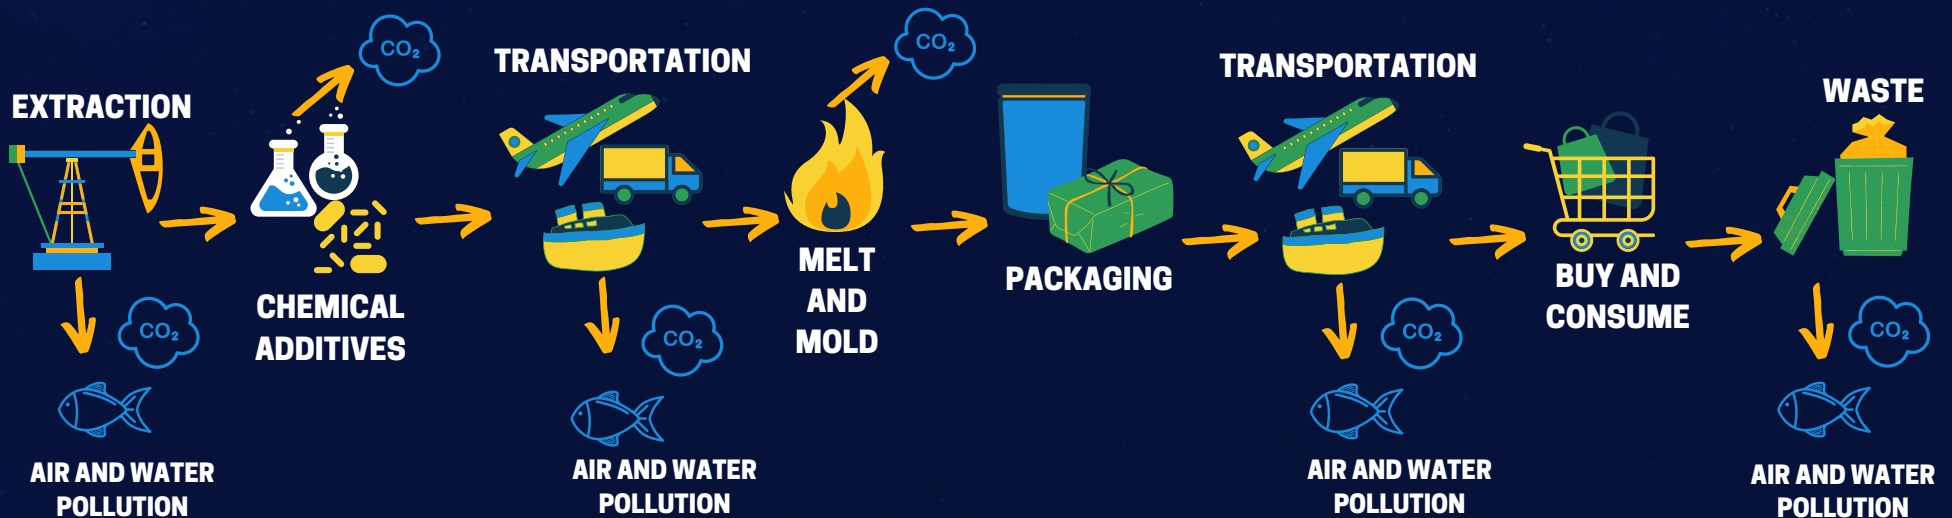 EXTRACTION
CO₂
AIR AND WATER
POLLUTION
CHEMICAL
ADDITIVES
CO₂
TRANSPORTATION
CO₂
AIR AND WATER
POLLUTION
MELT
AND
MOLD
CO₂
PACKAGING
TRANSPORTATION
CO₂
AIR AND WATER
POLLUTION
BUY AND
CONSUME
WASTE
CO₂
AIR AND WATER
POLLUTION